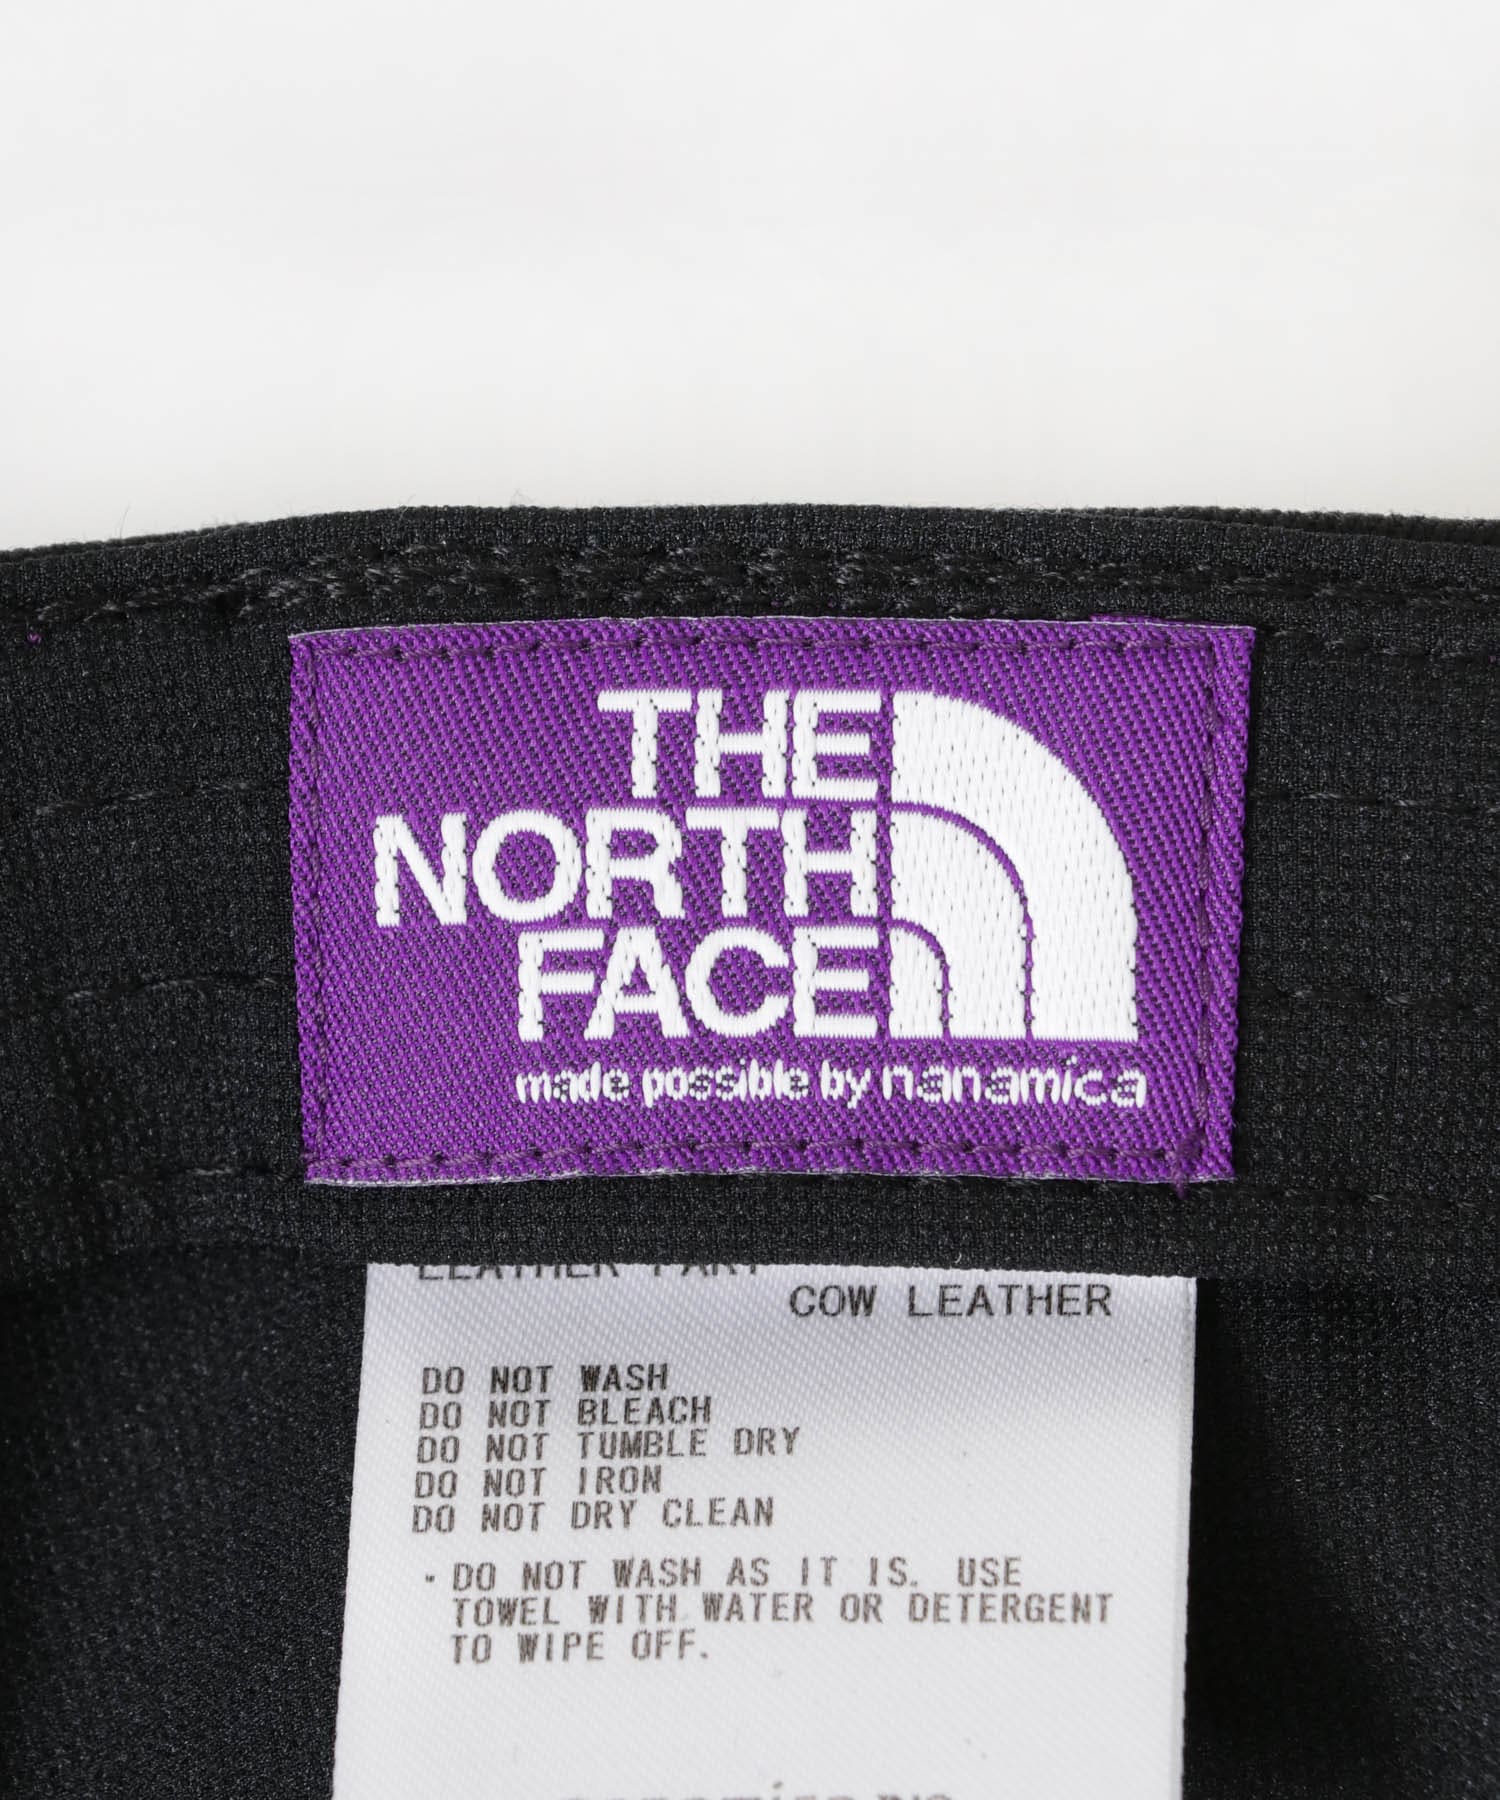 THE
NORTH
FACE
made possible by nanamica
LEATHER PART
COW LEATHER
DO NOT WASH
DO NOT BLEACH
DO NOT TUMBLE DRY
DO NOT IRON
DO NOT DRY CLEAN
· DO NOT WASH AS IT IS. USE
TOWEL WITH WATER OR DETERGENT
TO WIPE OFF.